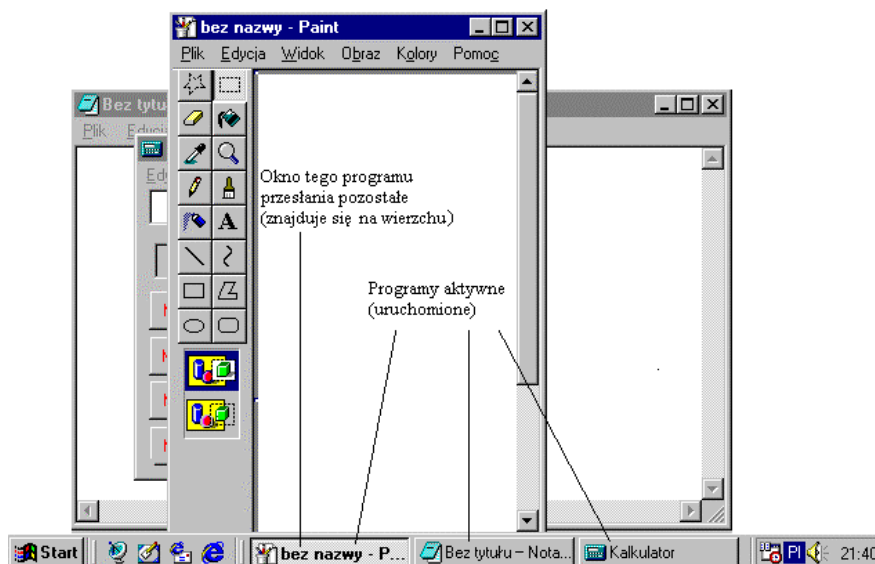 bez nazwy - Paint
Plik Edycja Widok Obraz Kolory Pomoc
Bez
Plik
Okno tego programu
przesłania pozostałe
(znajduje się na wierzchu)
Programy aktywne
(uruchomione)
Start
bez nazwy - P...
Bez tytułu – Nota...
Kalkulator
Pl
21:40